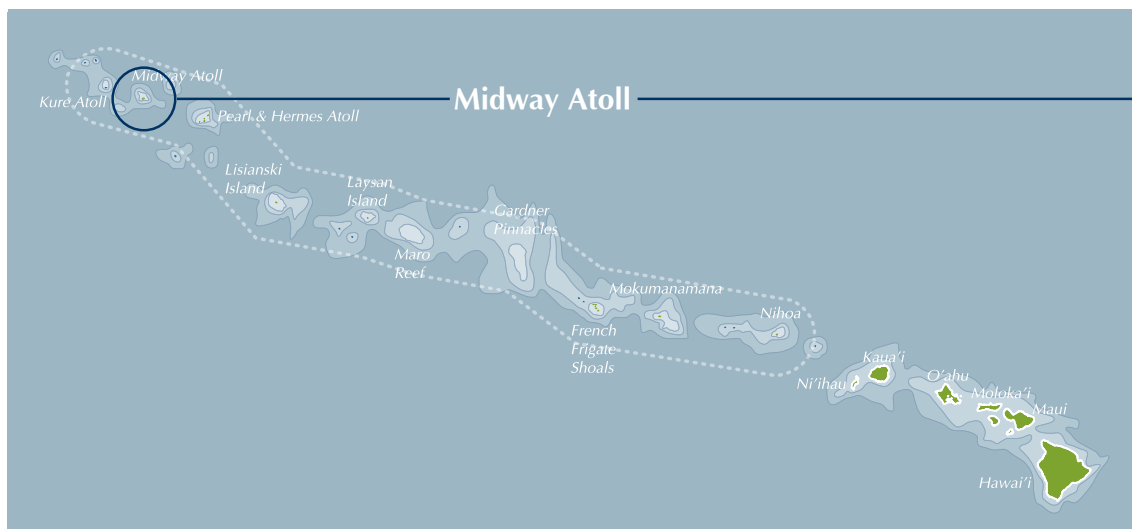 Midway Atoll
Kure Atoll
Midway Atoll
Pearl & Hermes Atoll
Lisianski
Island
Laysan
Island
Maro
Reef
Gardner
Pinnacles
French
Frigate
Shoals
Mokumanamana
Nihoa
Ni'ihau
Kaua'i
O'ahu
Moloka'i
Maui
Hawai'i